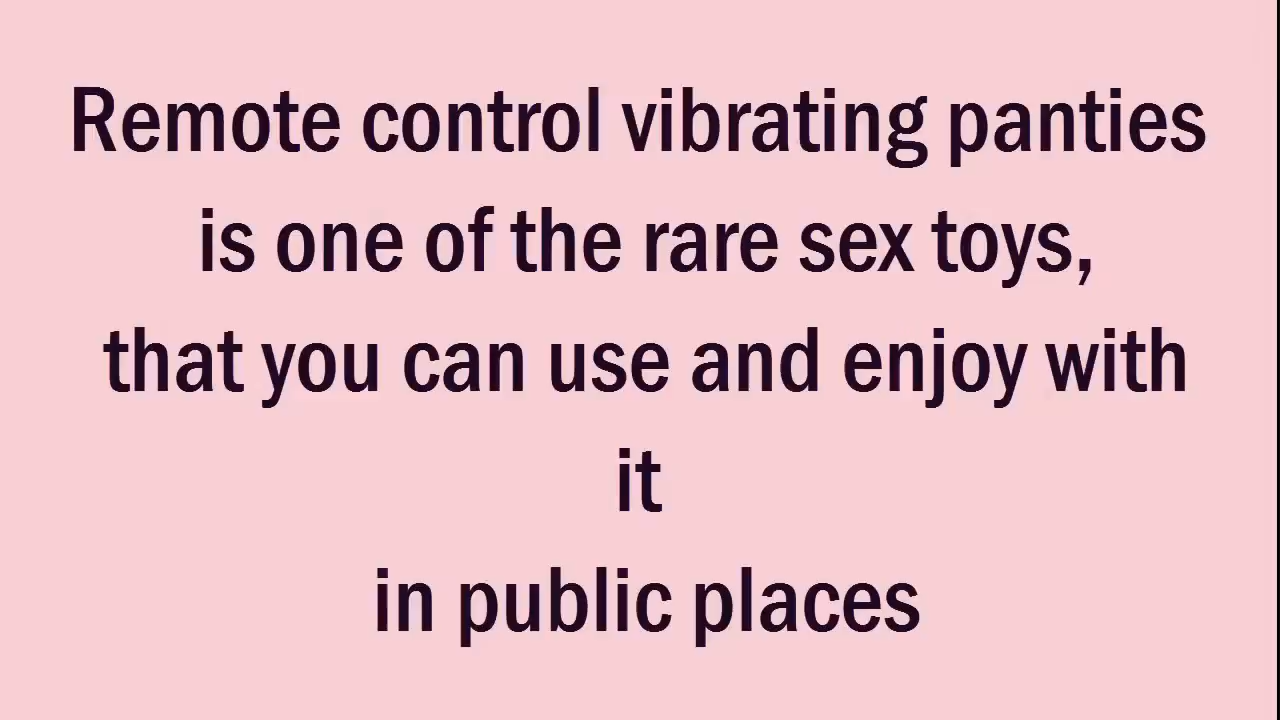 Remote control vibrating panties
is one of the rare sex toys,
that you can use and enjoy with
it
in public places